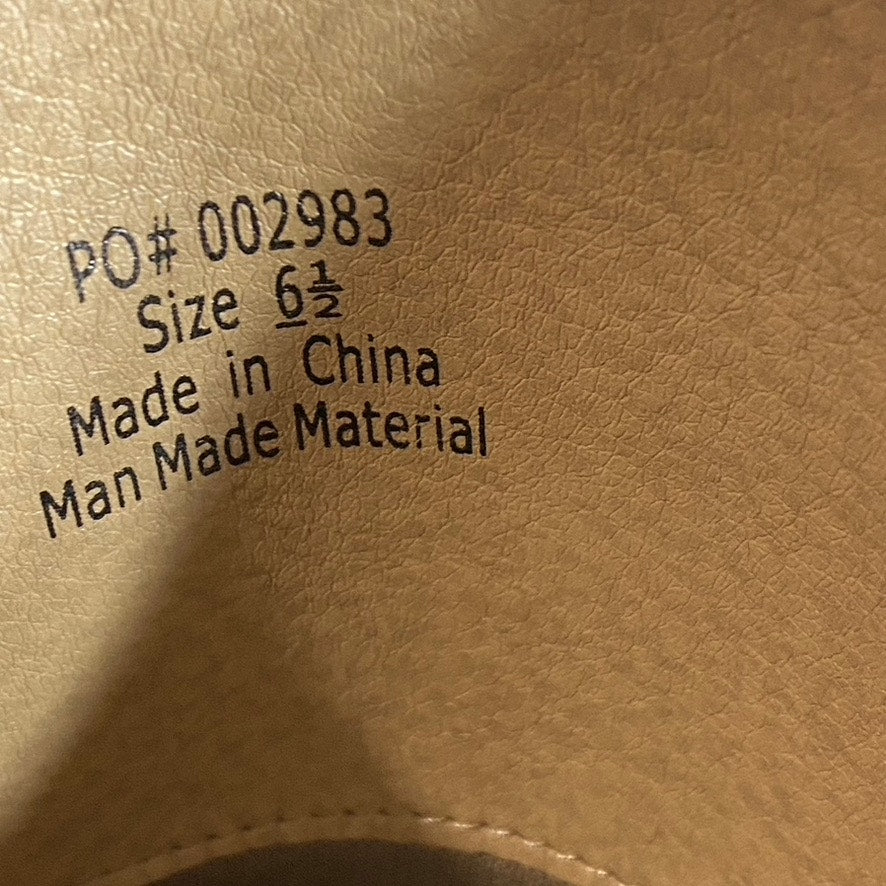 PO# 002983
Size 6½
Made in China
Man Made Material